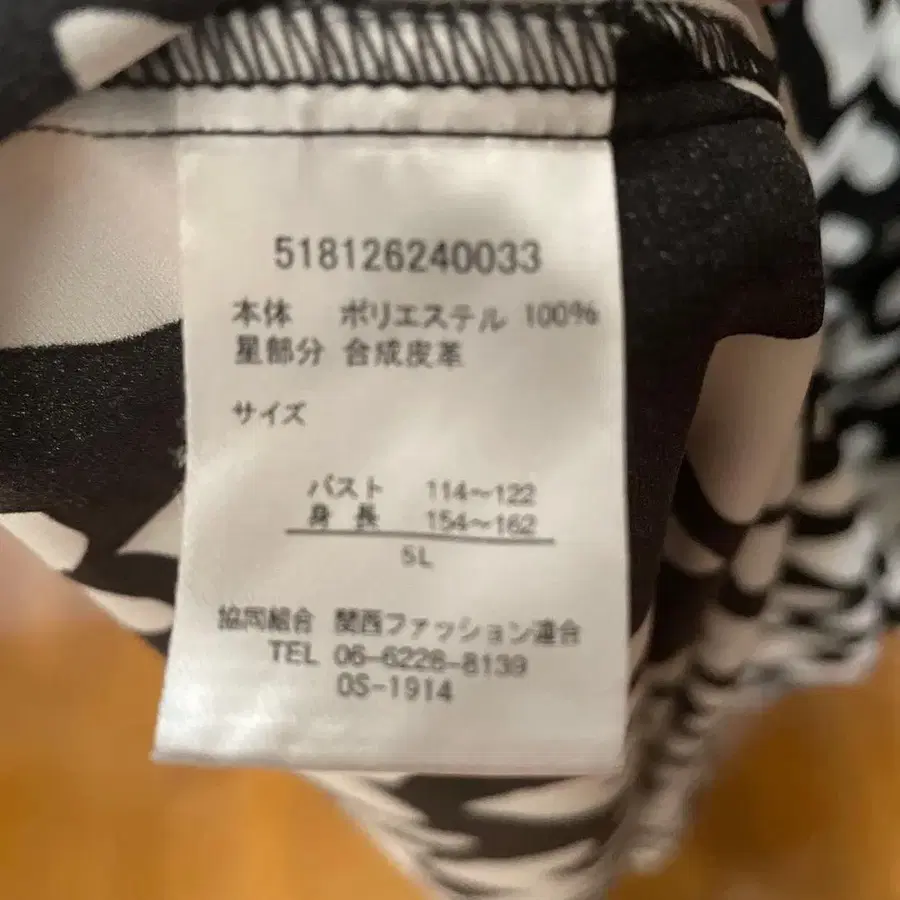 518126240033
本体 ポリエステル 100%
星部分 合成皮革
サイズ
バスト 114～122
身長 154～162
5L
協同組合 関西ファッション連合
TEL 06-6228-8139
OS-1914